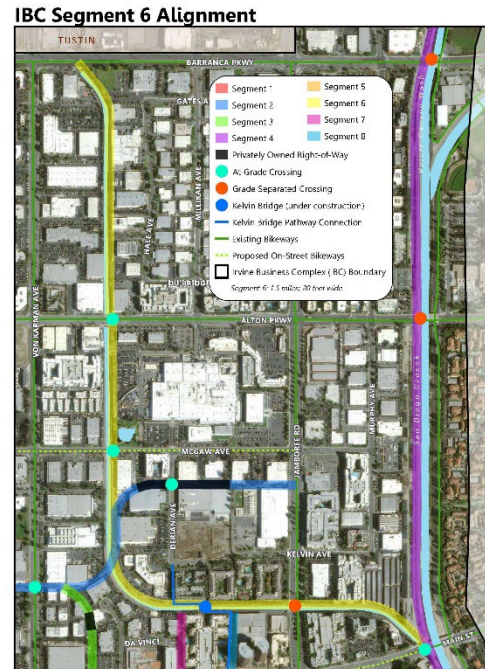 IBC Segment 6 Alignment
TUSTIN
BARRANCA PKWY
GATES A
Segment 1
Segment 5
Segment 2
Segment 6
Segment 3
Segment 7
Segment 4
Segment 8
Privately Owned Right-of-Way
At-Grade Crossing
Grade Separated Crossing
Kelvin Bridge (under construction)
Kelvin Bridge Pathway Connection
Existing Bikeways
Proposed On-Street Bikeways
Irvine Business Complex (IBC) Boundary
Segment 6: 1.5 miles; 20 feet wide
HALE AVE
MILLIKAN AVE
VON KARMAN AVE
ALTON PKWY
San Diego Creek
MURPHY AVE
JAMBOREE RD
MCGAW AVE
DERIAN AVE
KELVIN AVE
DA VINCI
MAIN ST